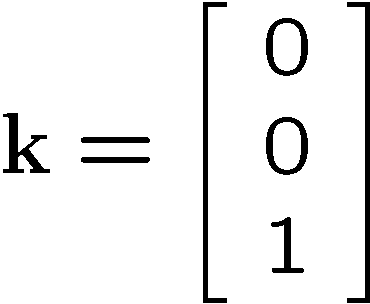 k = [ 0
0
1 ]